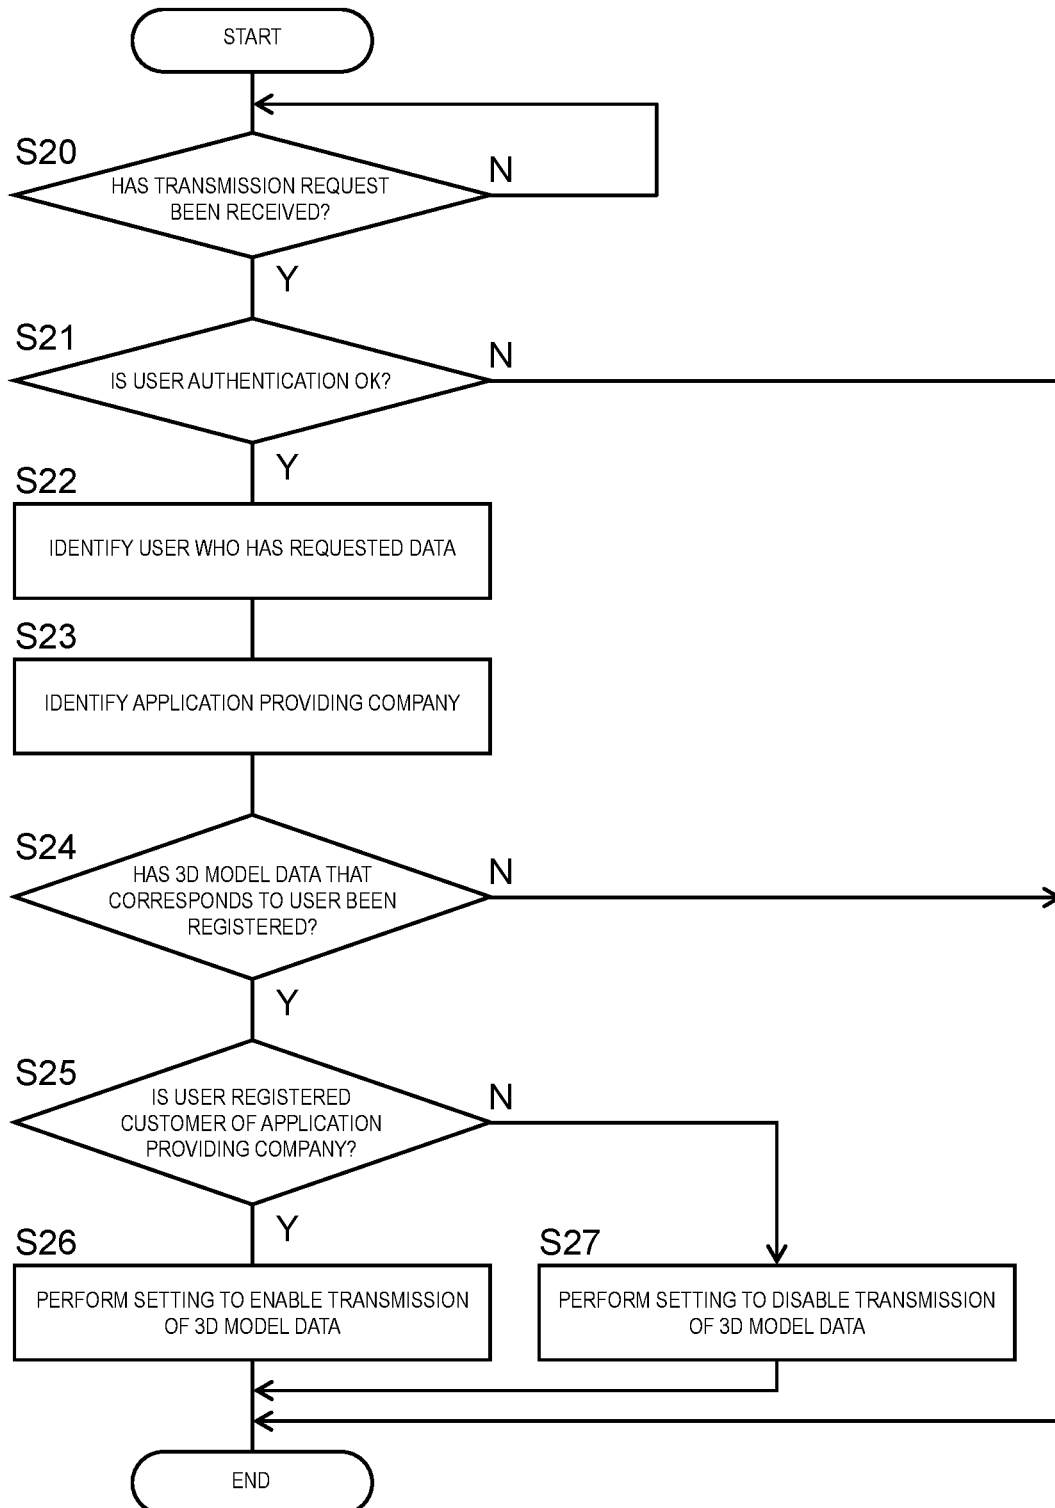 START
S20
HAS TRANSMISSION REQUEST
BEEN RECEIVED?
N
Y
S21
IS USER AUTHENTICATION OK?
N
Y
S22
IDENTIFY USER WHO HAS REQUESTED DATA
S23
IDENTIFY APPLICATION PROVIDING COMPANY
S24
HAS 3D MODEL DATA THAT
CORRESPONDS TO USER BEEN
REGISTERED?
N
Y
S25
IS USER REGISTERED
CUSTOMER OF APPLICATION
PROVIDING COMPANY?
N
Y
S26
PERFORM SETTING TO ENABLE TRANSMISSION
OF 3D MODEL DATA
S27
PERFORM SETTING TO DISABLE TRANSMISSION
OF 3D MODEL DATA
END